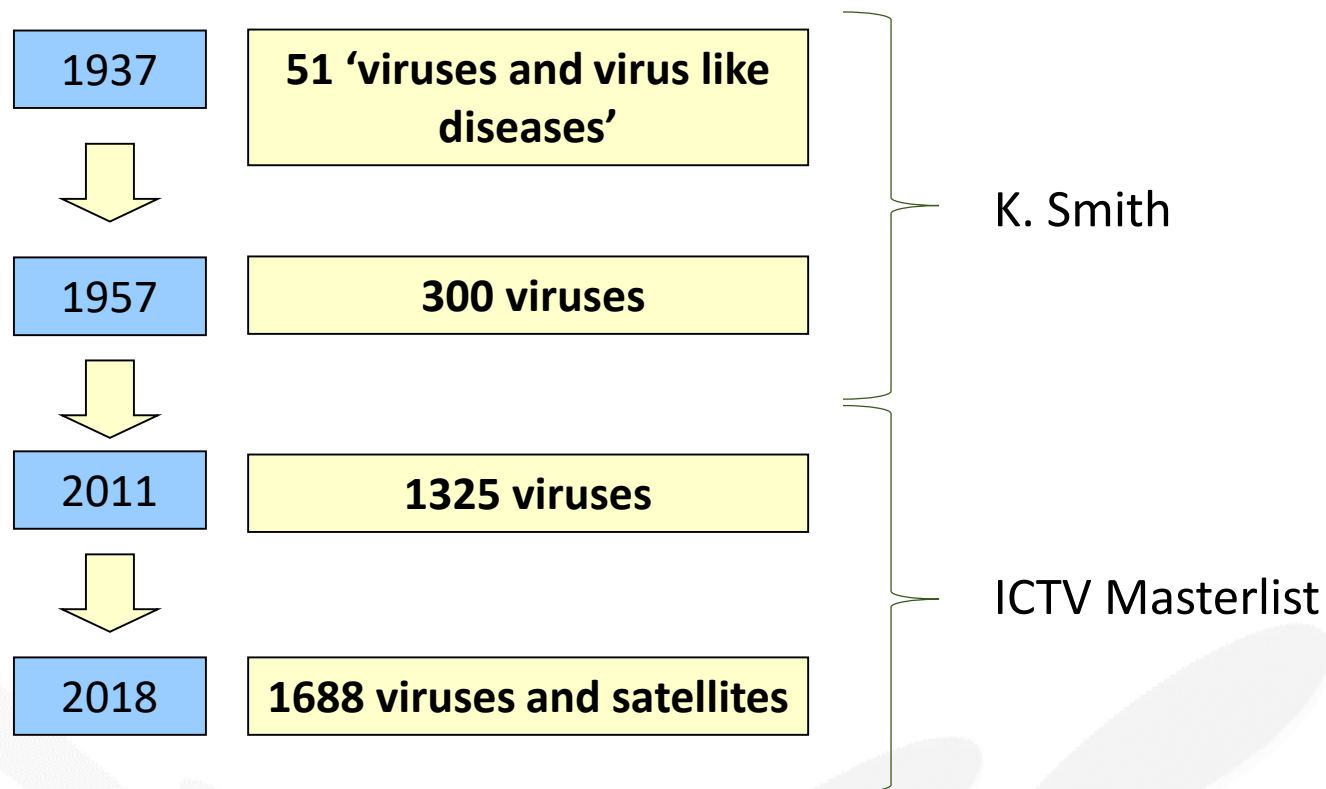 1937
51 ‘viruses and virus like
diseases’
K. Smith
1957
300 viruses
2011
1325 viruses
ICTV Masterlist
2018
1688 viruses and satellites